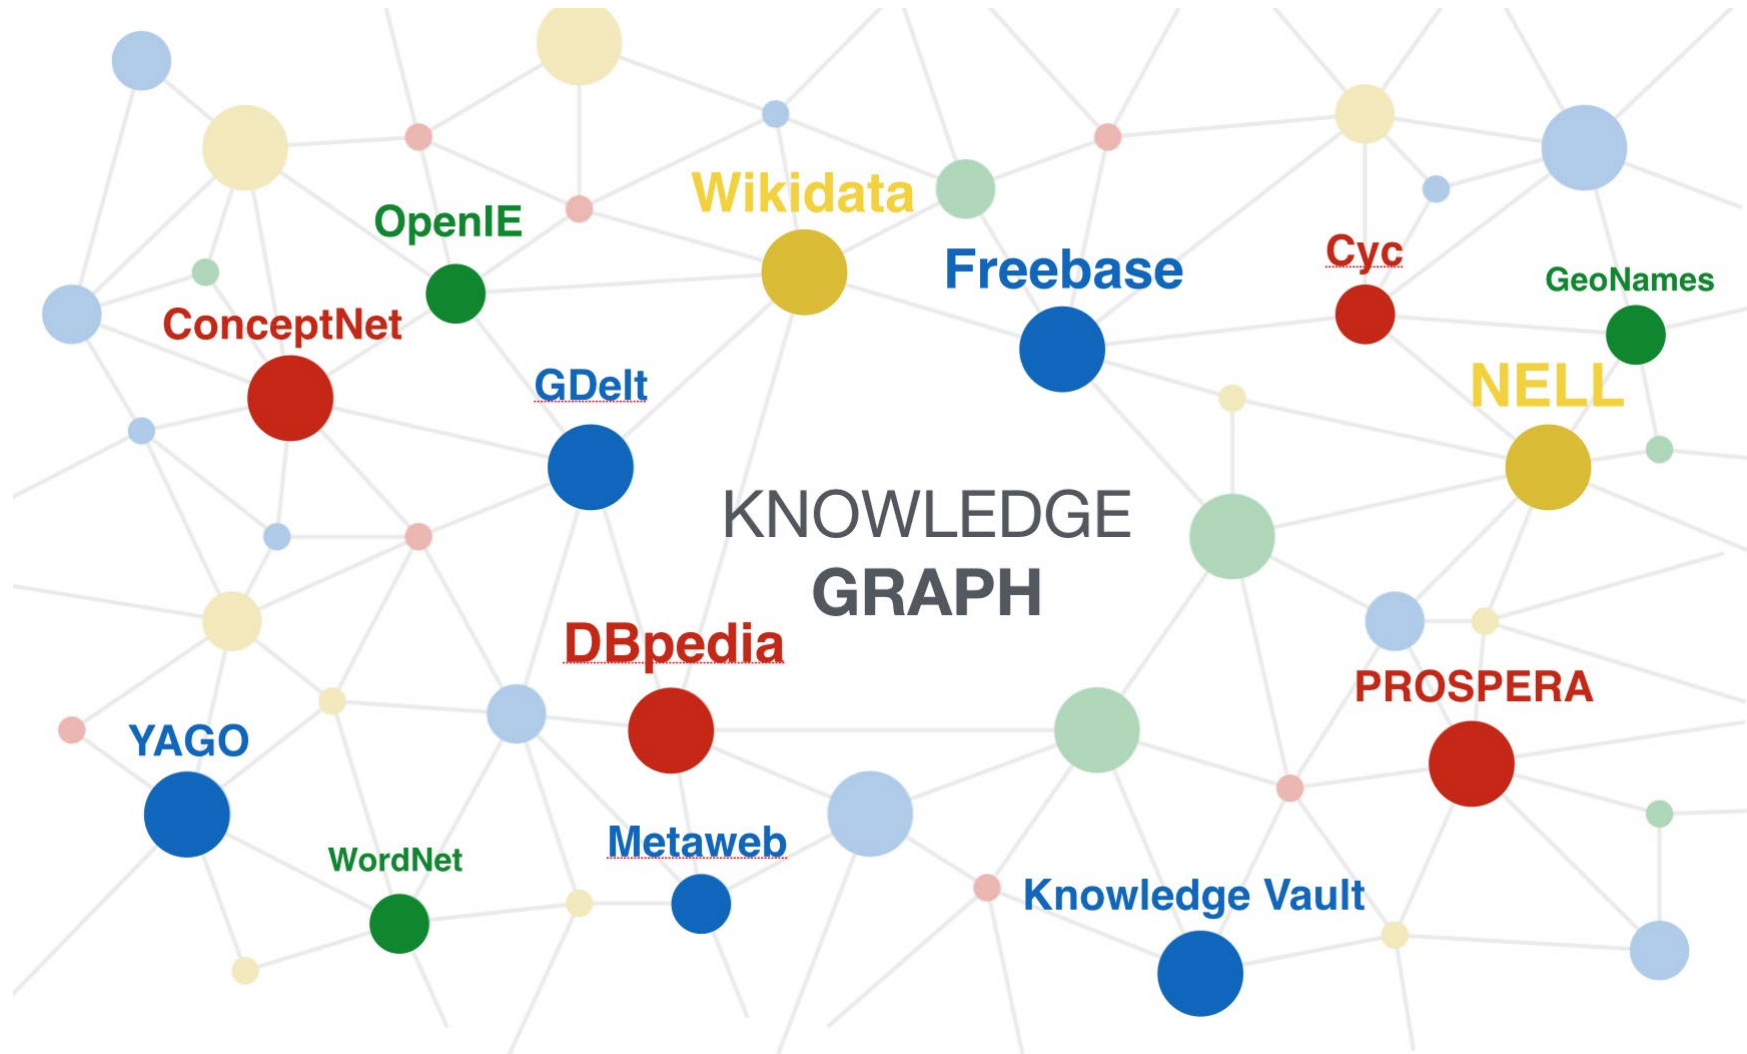 Wikidata
OpenIE
Freebase
Cyc
GeoNames
ConceptNet
GDelt
NELL
KNOWLEDGE
GRAPH
DBpedia
PROSPERA
YAGO
Metaweb
WordNet
Knowledge Vault